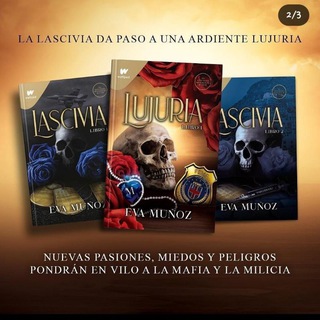 2/3
LA LASCIVIA DA PASO A UNA ARDIENTE LUJURIA
LASCIVIA
LUJURIA
LIBRO 1
ASCIVIA
LIBRO 2
EVA MUÑOZ
EVA MUÑOZ
EVA MUÑOZ
NUEVAS PASIONES, MIEDOS Y PELIGROS
PONDRÁN EN VILO A LA MAFIA Y LA MILICIA